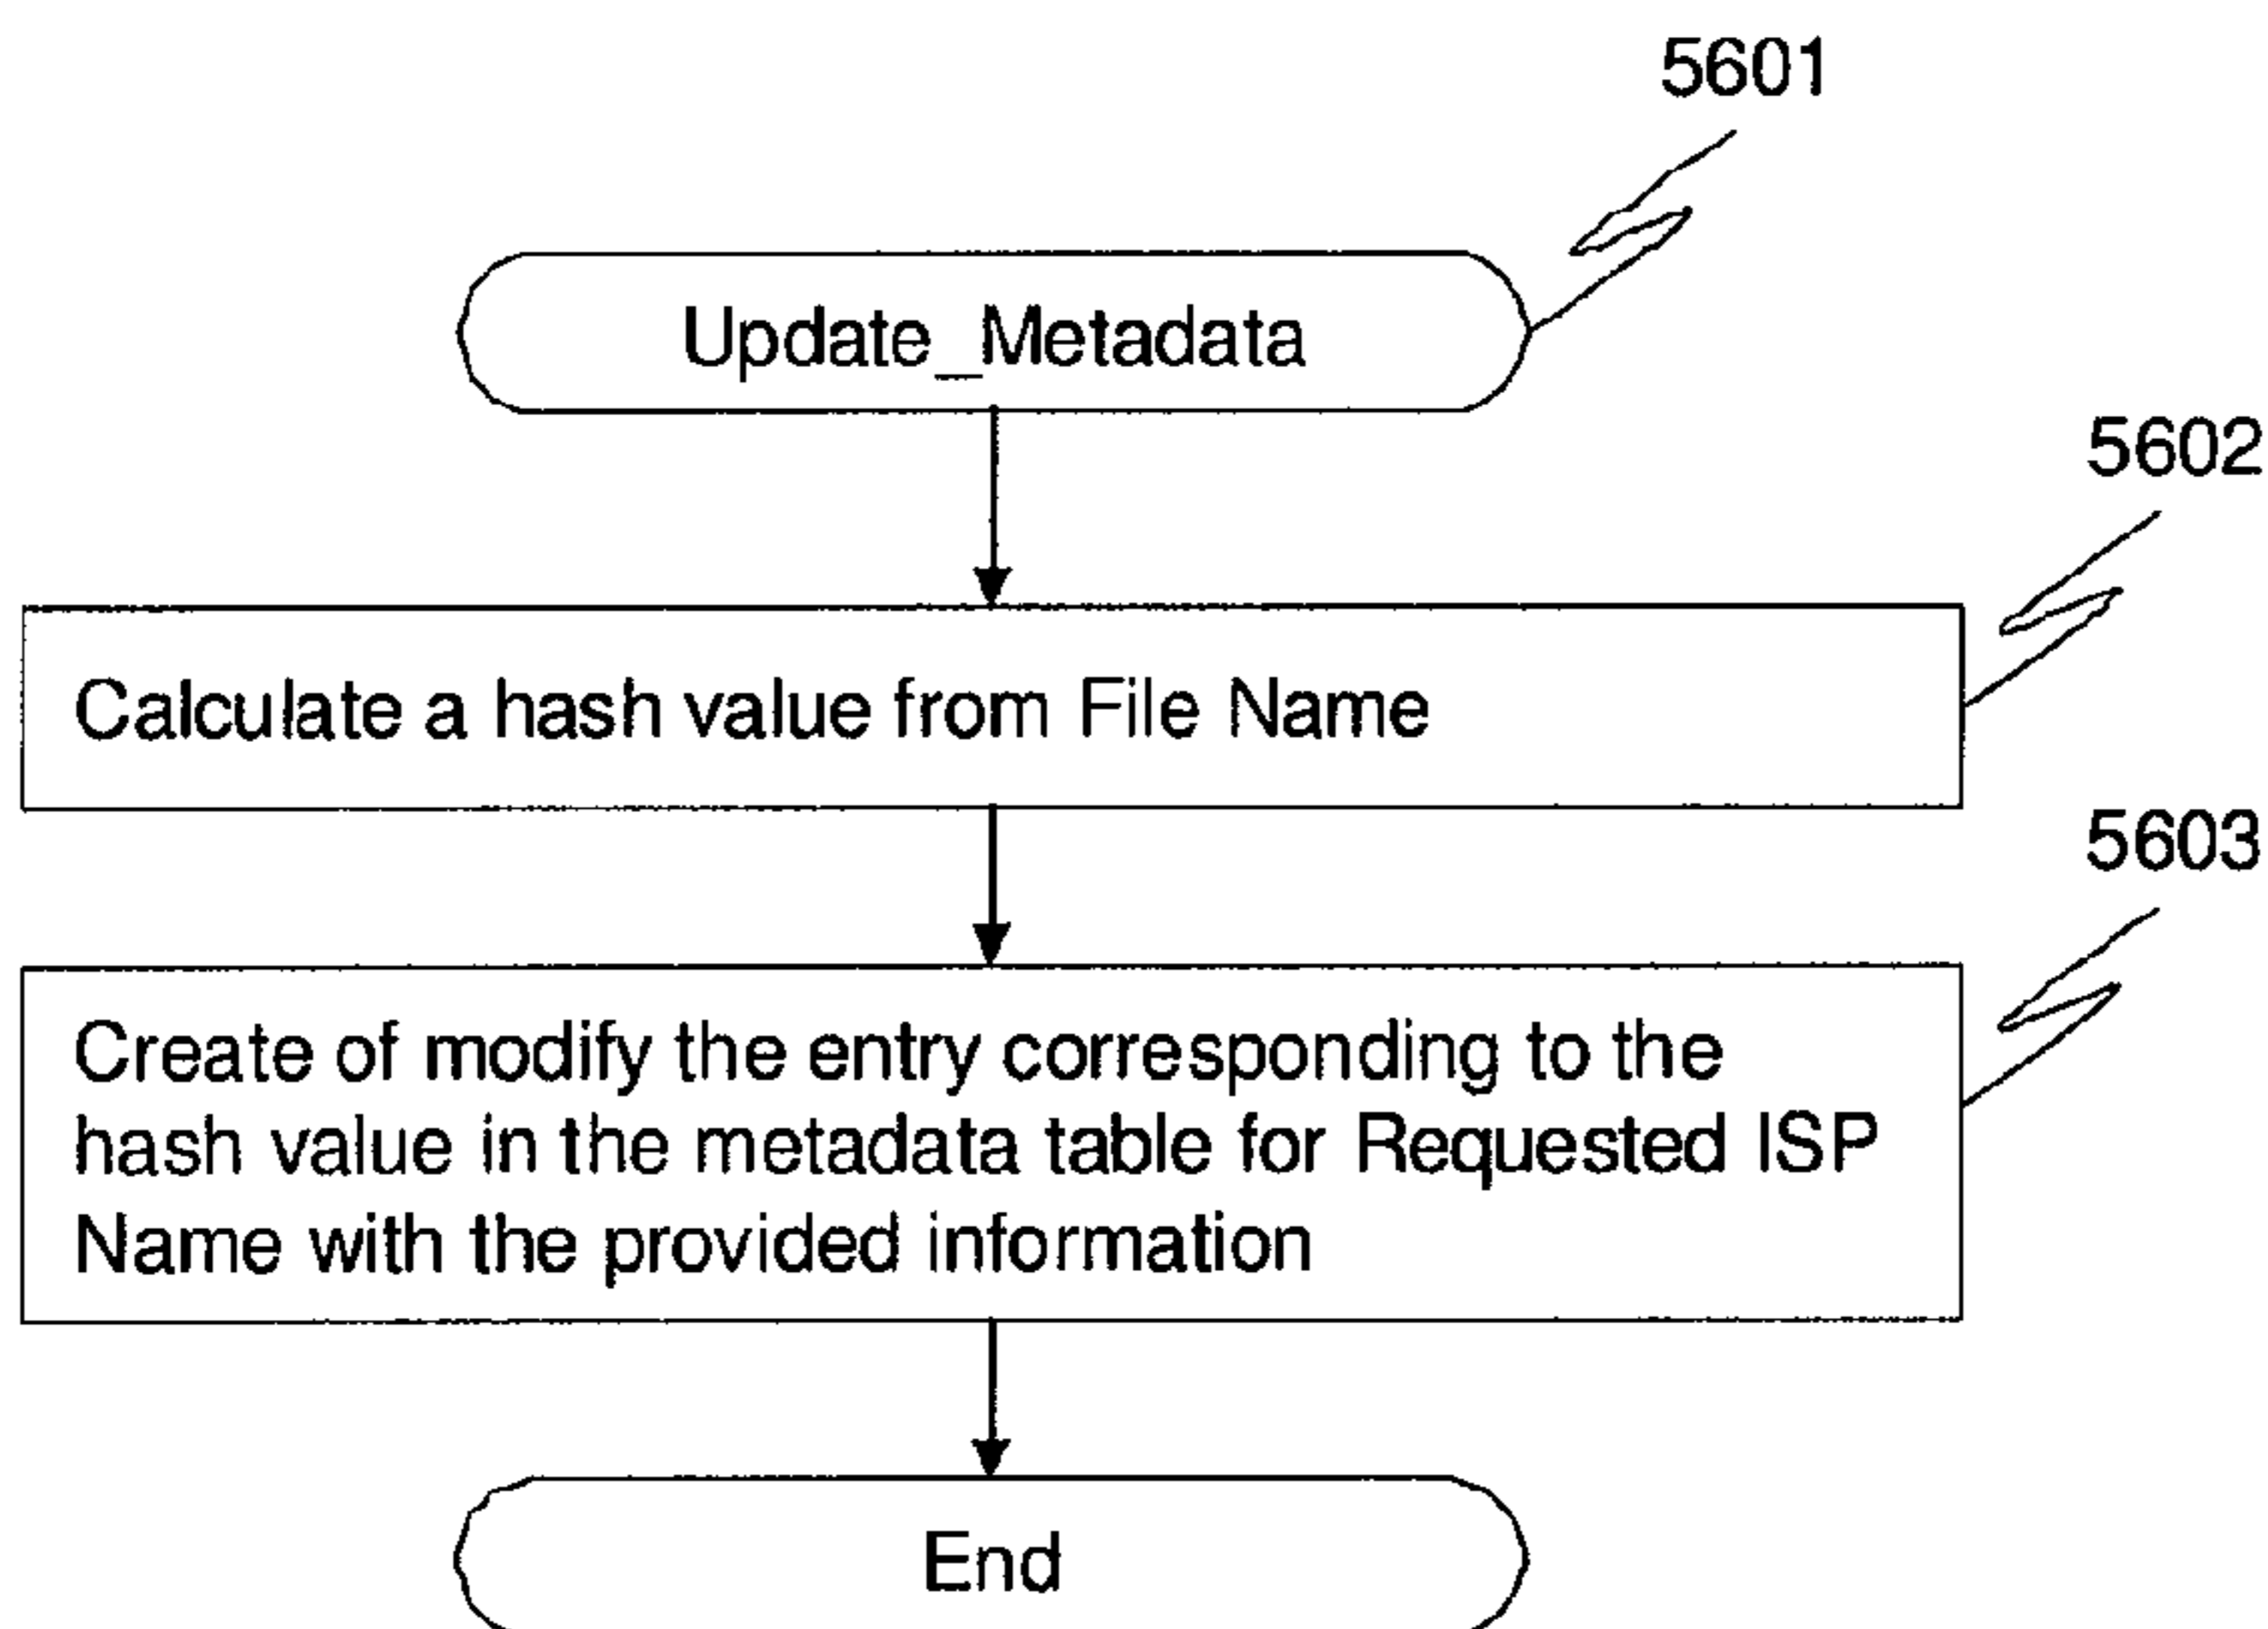 5601
Update_Metadata
5602
Calculate a hash value from File Name
5603
Create of modify the entry corresponding to the
hash value in the metadata table for Requested ISP
Name with the provided information
End